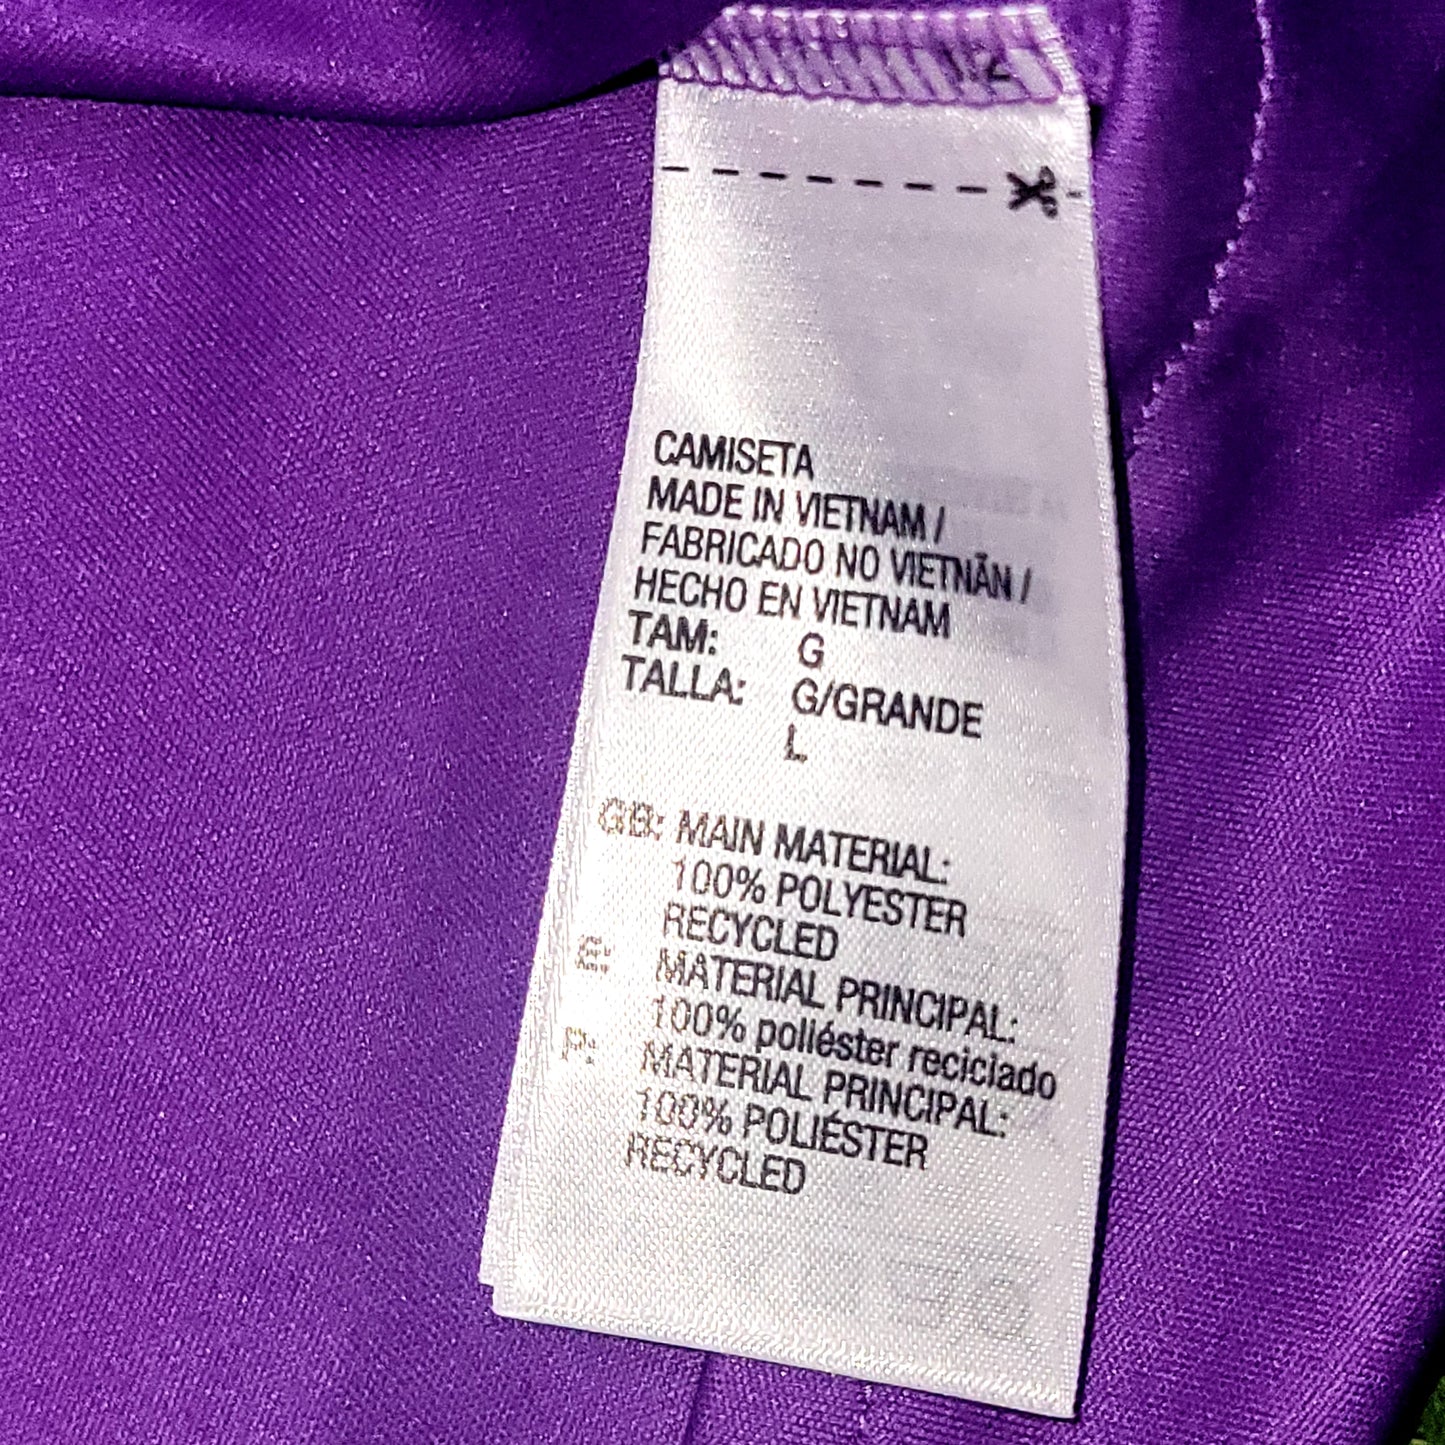 CAMISETA
MADE IN VIETNAM /
FABRICADO NO VIETNÃN /
HECHO EN VIETNAM
TAM: G
TALLA: G/GRANDE
L
GB: MAIN MATERIAL:
100% POLYESTER
RECYCLED
E: MATERIAL PRINCIPAL:
100% poliéster reciclado
P: MATERIAL PRINCIPAL:
100% POLIÉSTER
RECYCLED